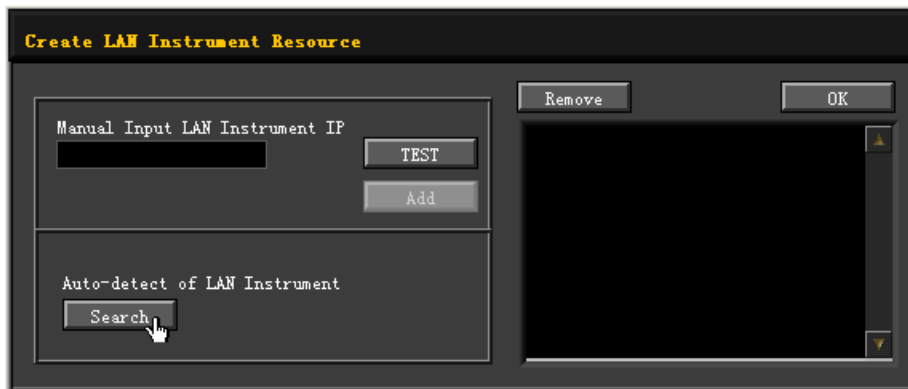 Create LAN Instrument Resource
Remove
OK
Manual Input LAN Instrument IP
TEST
Add
Auto-detect of LAN Instrument
Search